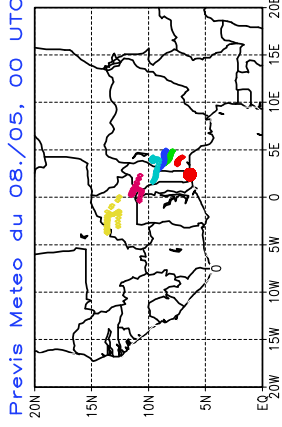 Previs Meteo du 08./05, 00 UTC
20E
15E
10E
5E
0
5W
10W
15W
20W
20N
15N
10N
5N
EQ
0